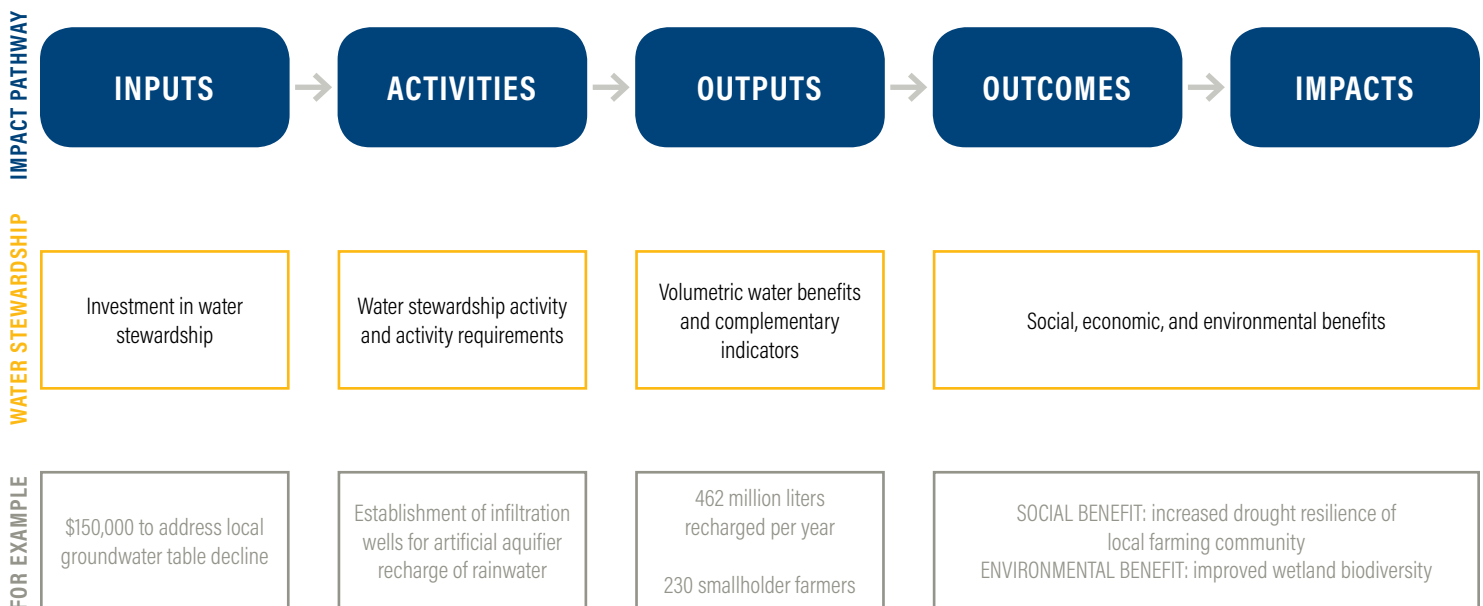 IMPACT PATHWAY
INPUTS
ACTIVITIES
OUTPUTS
OUTCOMES
IMPACTS
WATER STEWARDSHIP
Investment in water
stewardship
Water stewardship activity
and activity requirements
Volumetric water benefits
and complementary
indicators
Social, economic, and environmental benefits
FOR EXAMPLE
$150,000 to address local
groundwater table decline
Establishment of infiltration
wells for artificial aquifier
recharge of rainwater
462 million liters
recharged per year
230 smallholder farmers
SOCIAL BENEFIT: increased drought resilience of
local farming community
ENVIRONMENTAL BENEFIT: improved wetland biodiversity